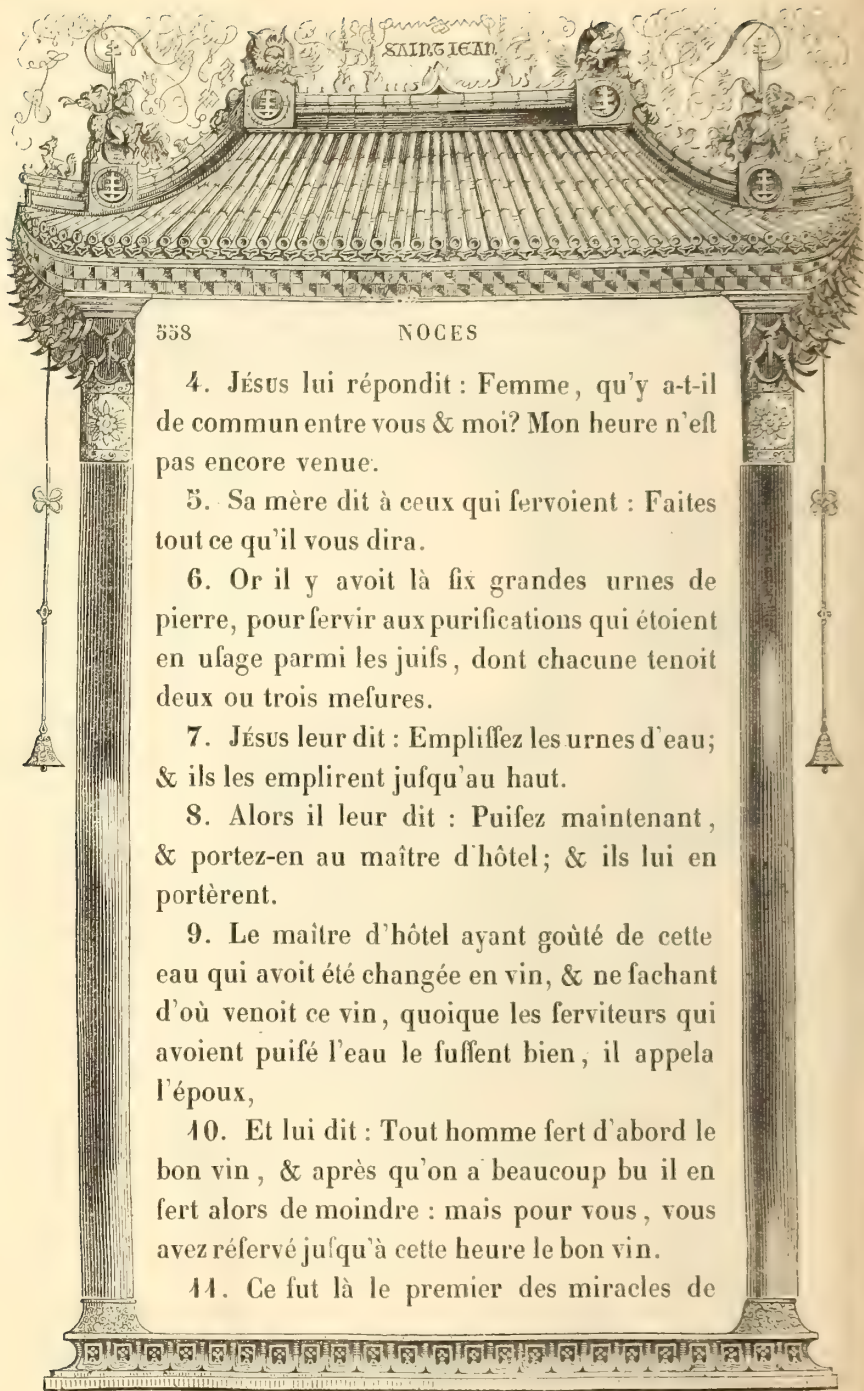 SAINT JEAN
558 NOCES
4. JÉSUS lui répondit : Femme, qu'y a-t-il
de commun entre vous & moi? Mon heure n'eſt
pas encore venue.
5. Sa mère dit à ceux qui ſervoient : Faites
tout ce qu'il vous dira.
6. Or il y avoit là ſix grandes urnes de
pierre, pour ſervir aux purifications qui étoient
en uſage parmi les juifs, dont chacune tenoit
deux ou trois meſures.
7. JÉSUS leur dit : Empliſſez les urnes d'eau;
& ils les emplirent juſqu'au haut.
8. Alors il leur dit : Puiſez maintenant,
& portez-en au maître d'hôtel; & ils lui en
portèrent.
9. Le maître d'hôtel ayant goûté de cette
eau qui avoit été changée en vin, & ne ſachant
d'où venoit ce vin, quoique les ſerviteurs qui
avoient puiſé l'eau le ſuſſent bien, il appela
l'époux,
10. Et lui dit : Tout homme ſert d'abord le
bon vin, & après qu'on a beaucoup bu il en
ſert alors de moindre : mais pour vous, vous
avez réſervé juſqu'à cette heure le bon vin.
11. Ce fut là le premier des miracles de